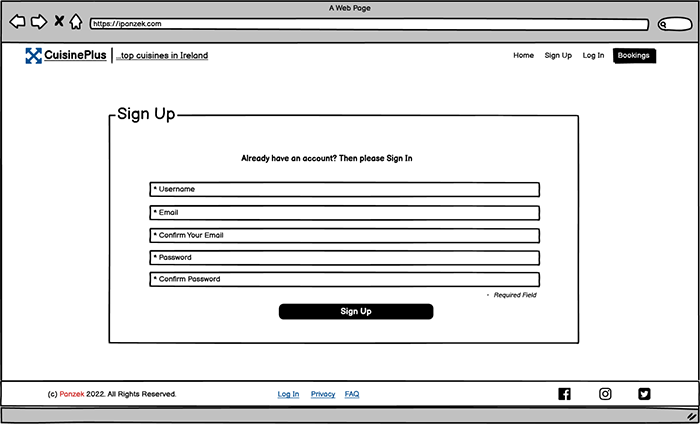 A Web Page
https://ipanzek.com
CuisinePlus ...top cuisines in Ireland Home Sign Up Log In Bookings
Sign Up
Already have an account? Then please Sign In
* Username
* Email
* Confirm Your Email
* Password
* Confirm Password
* Required Field
Sign Up
(c) Panzek 2022. All Rights Reserved. Log In Privacy FAQ